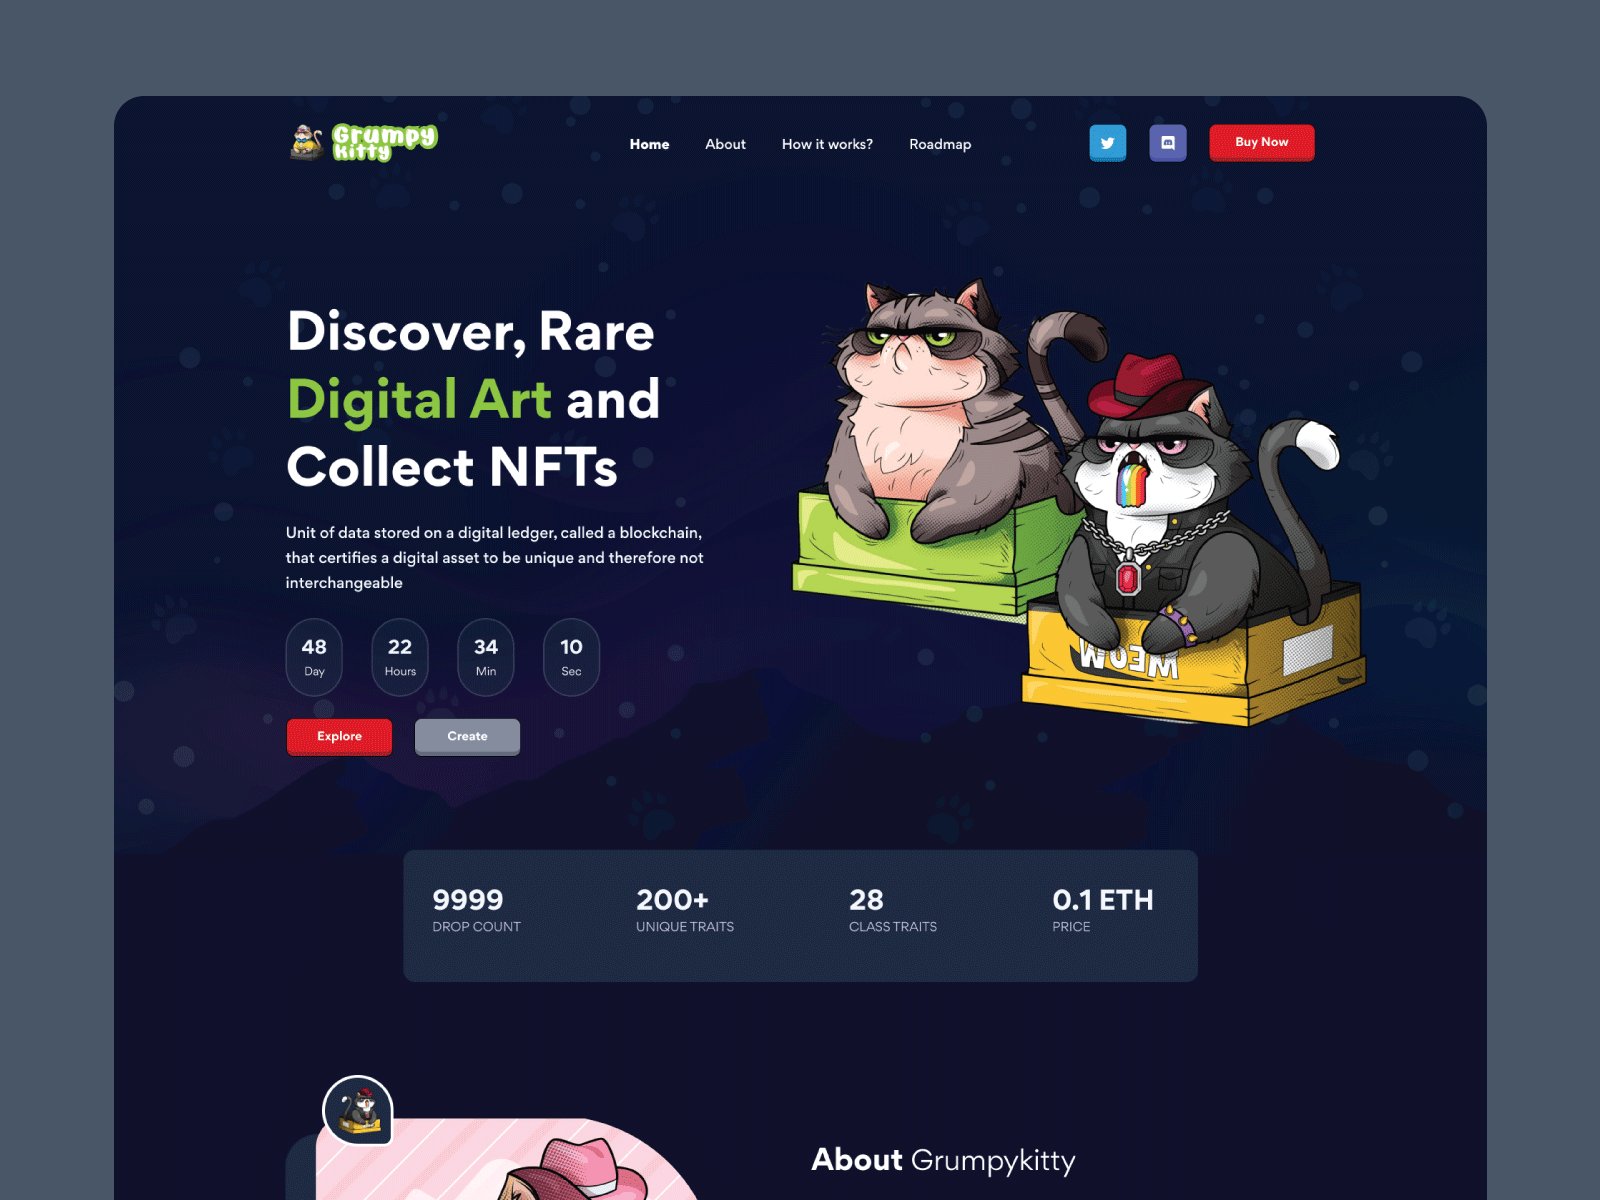 Grumpy
Kitty
Home
About
How it works?
Roadmap
Buy Now
Discover, Rare
Digital Art and
Collect NFTs
Unit of data stored on a digital ledger, called a blockchain,
that certifies a digital asset to be unique and therefore not
interchangeable
48
Day
22
Hours
34
Min
10
Sec
Explore
Create
MEOW
9999
DROP COUNT
200+
UNIQUE TRAITS
28
CLASS TRAITS
0.1 ETH
PRICE
About Grumpykitty